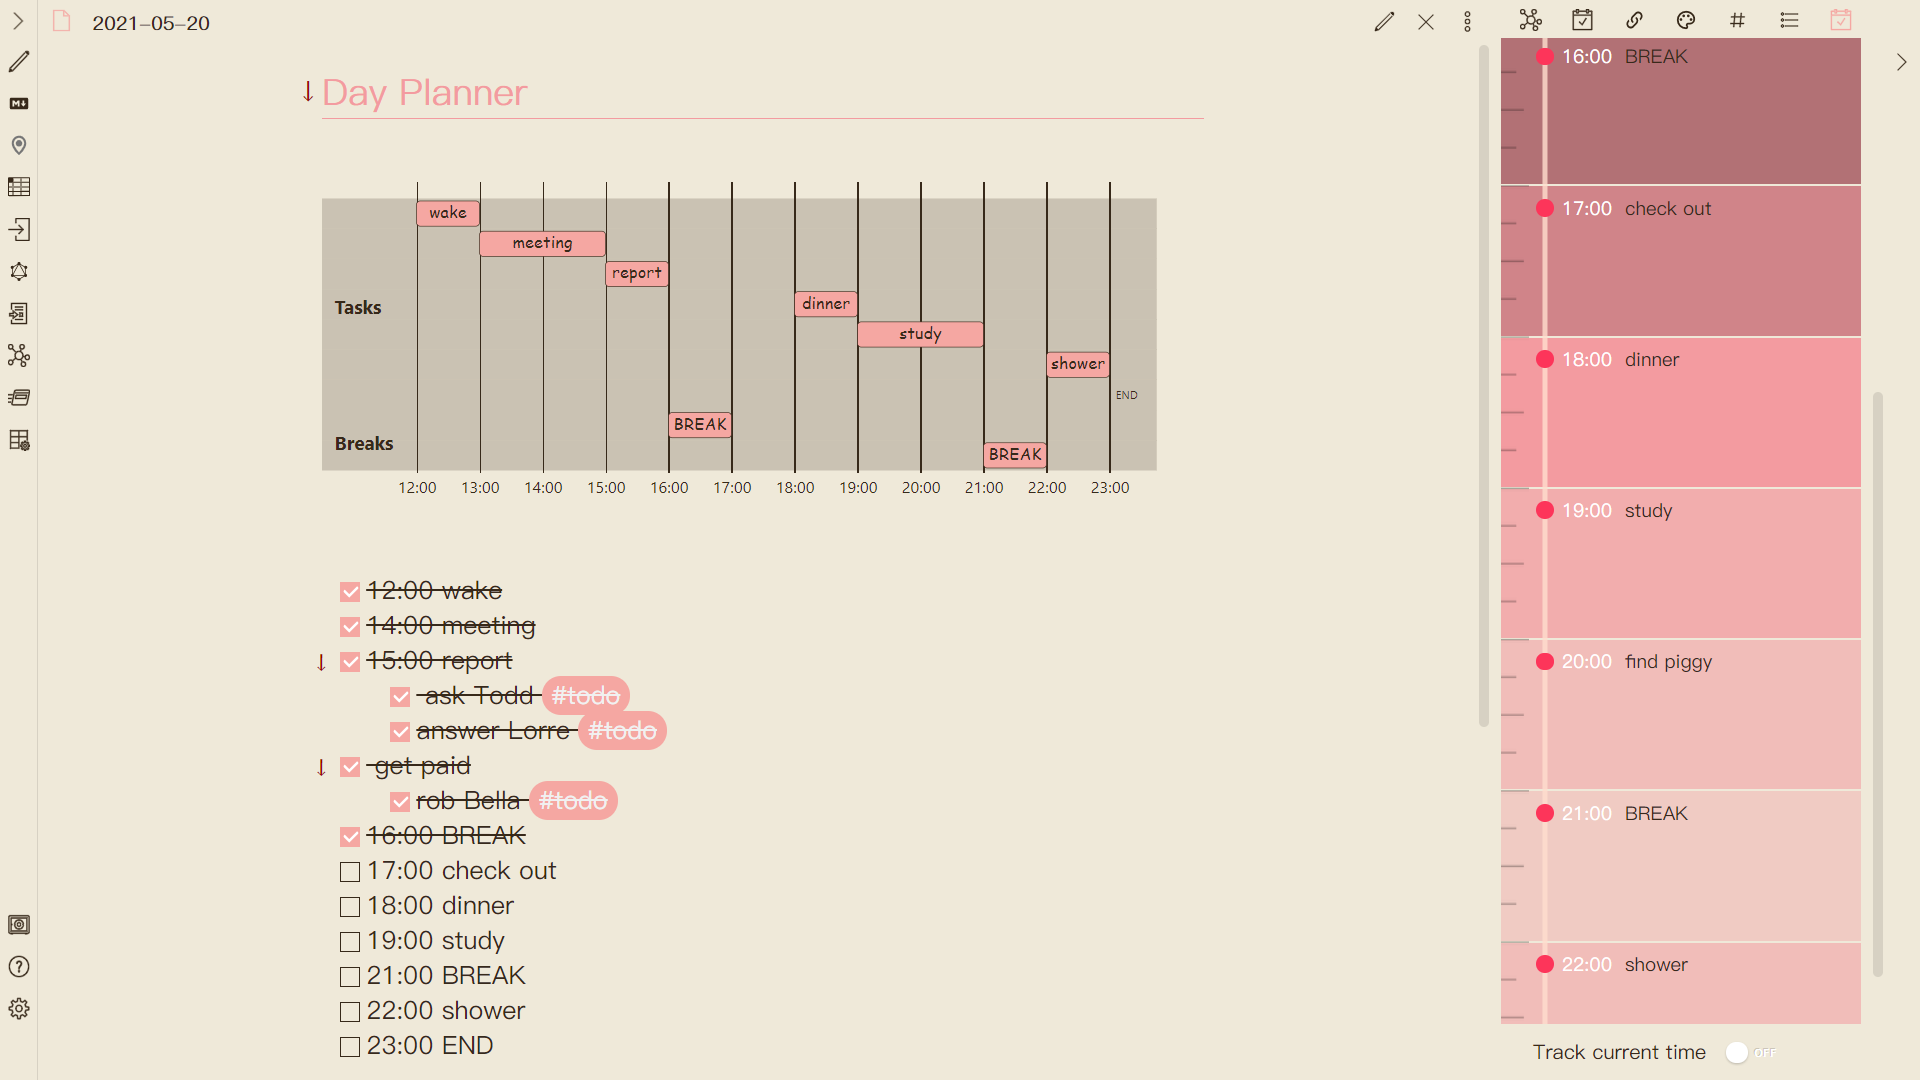 2021-05-20
Day Planner
wake
meeting
report
Tasks
dinner
study
shower
END
BREAK
Breaks
BREAK
12:00 13:00 14:00 15:00 16:00 17:00 18:00 19:00 20:00 21:00 22:00 23:00
12:00 wake
14:00 meeting
15:00 report
ask Todd #todo
answer Lorre #todo
get paid
rob Bella #todo
16:00 BREAK
17:00 check out
18:00 dinner
19:00 study
21:00 BREAK
22:00 shower
23:00 END
16:00 BREAK
17:00 check out
18:00 dinner
19:00 study
20:00 find piggy
21:00 BREAK
22:00 shower
Track current time OFF